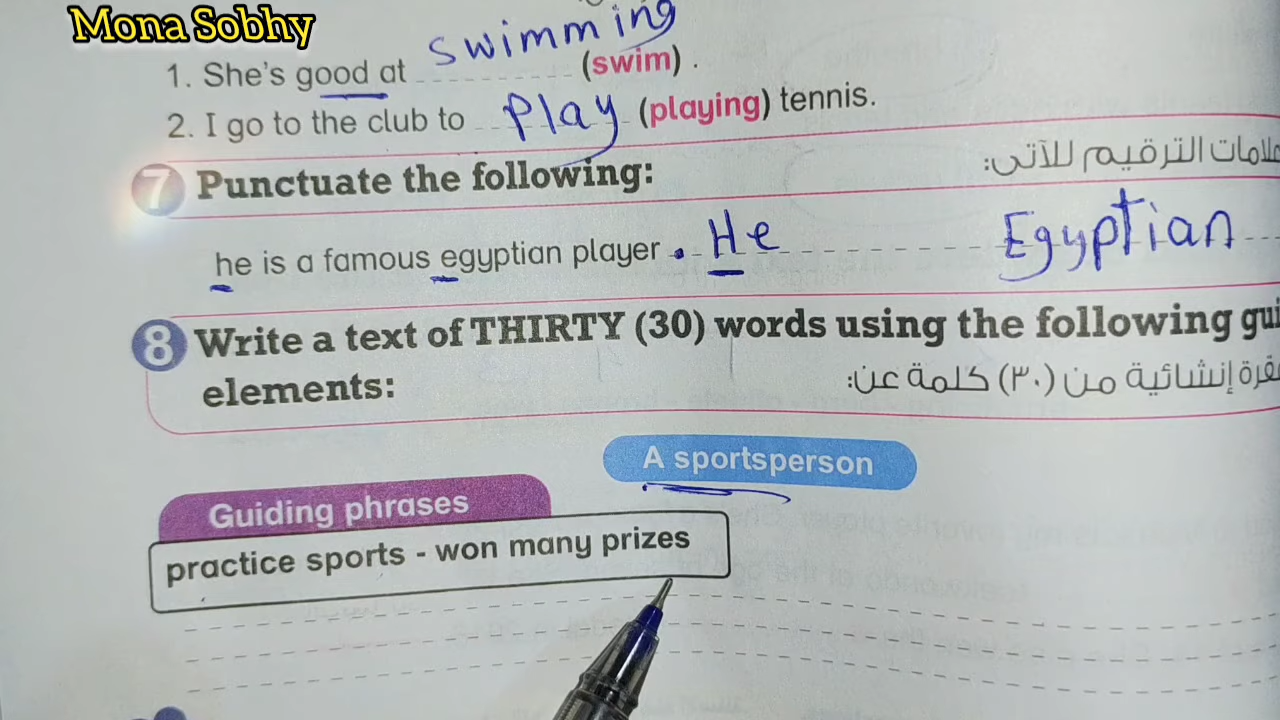 Mona Sobhy
1. She's good at swimming (swim) .
2. I go to the club to play (playing) tennis.
7 Punctuate the following:
علامات الترقيم للآتى:
he is a famous egyptian player . He Egyptian
8 Write a text of THIRTY (30) words using the following
elements:
فقرة إنشائية من (٣٠) كلمة عن:
A sportsperson
Guiding phrases
practice sports - won many prizes